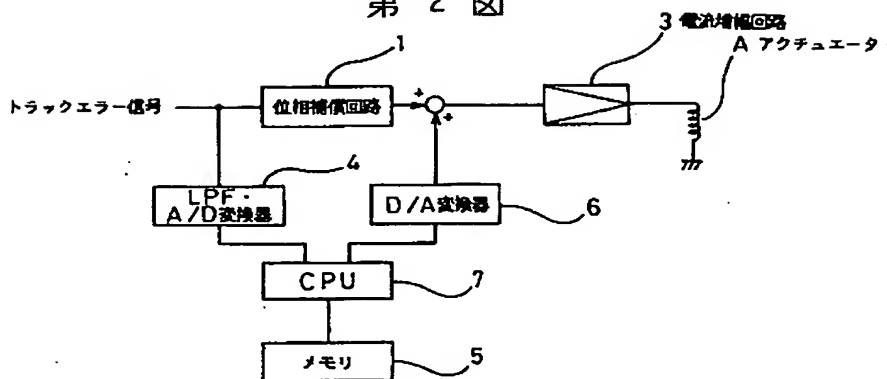 第 2 図
3 電流増幅回路
A アクチュエータ
1
トラックエラー信号
位相補償回路
+
+
4
LPF・
A/D変換器
D/A変換器
6
CPU
7
メモリ
5